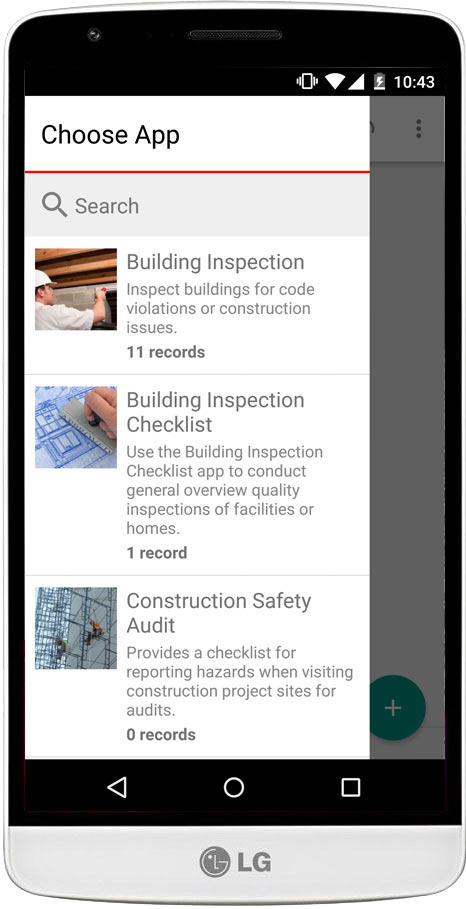 10:43
Choose App
Search
Building Inspection
Inspect buildings for code
violations or construction
issues.
11 records
Building Inspection
Checklist
Use the Building Inspection
Checklist app to conduct
general overview quality
inspections of facilities or
homes.
1 record
Construction Safety
Audit
Provides a checklist for
reporting hazards when visiting
construction project sites for
audits.
0 records
LG